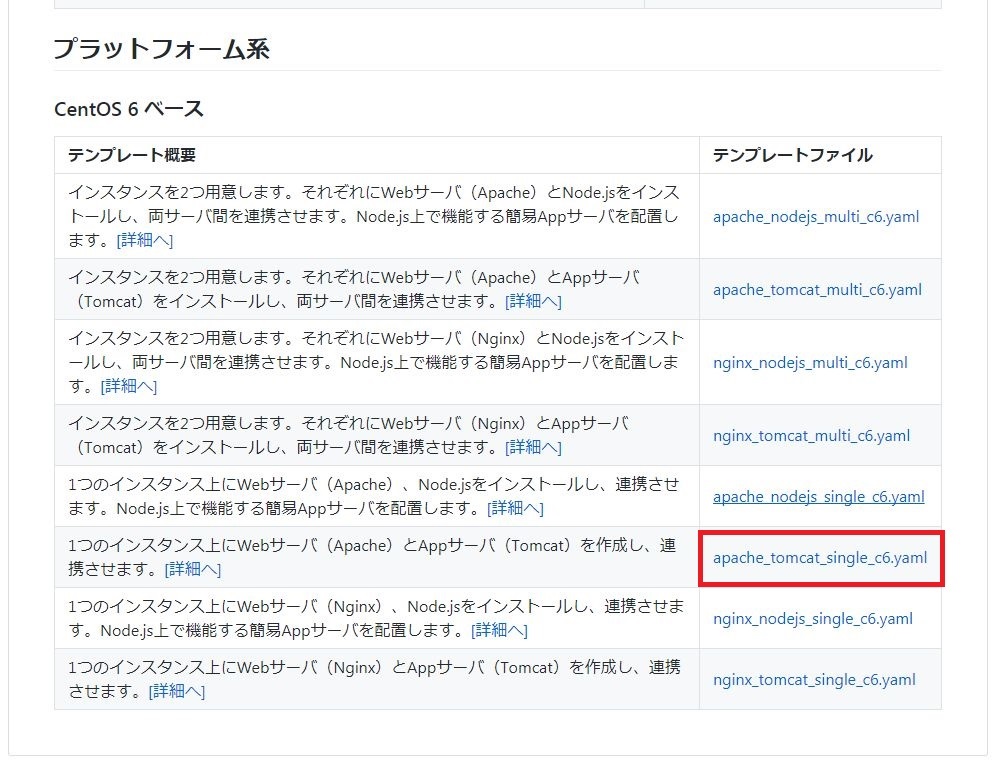 プラットフォーム系
CentOS 6 ベース
テンプレート概要
テンプレートファイル
インスタンスを2つ用意します。それぞれにWebサーバ（Apache）とNode.jsをインス
トールし、両サーバ間を連携させます。Node.js上で機能する簡易Appサーバを配置し
ます。[詳細へ]
apache_nodejs_multi_c6.yaml
インスタンスを2つ用意します。それぞれにWebサーバ（Apache）とAppサーバ
（Tomcat）をインストールし、両サーバ間を連携させます。[詳細へ]
apache_tomcat_multi_c6.yaml
インスタンスを2つ用意します。それぞれにWebサーバ（Nginx）とNode.jsをインスト
ールし、両サーバ間を連携させます。Node.js上で機能する簡易Appサーバを配置しま
す。[詳細へ]
nginx_nodejs_multi_c6.yaml
インスタンスを2つ用意します。それぞれにWebサーバ（Nginx）とAppサーバ
（Tomcat）をインストールし、両サーバ間を連携させます。[詳細へ]
nginx_tomcat_multi_c6.yaml
1つのインスタンス上にWebサーバ（Apache）、Node.jsをインストールし、連携させ
ます。Node.js上で機能する簡易Appサーバを配置します。[詳細へ]
apache_nodejs_single_c6.yaml
1つのインスタンス上にWebサーバ（Apache）とAppサーバ（Tomcat）を作成し、連
携させます。[詳細へ]
apache_tomcat_single_c6.yaml
1つのインスタンス上にWebサーバ（Nginx）、Node.jsをインストールし、連携させま
す。Node.js上で機能する簡易Appサーバを配置します。[詳細へ]
nginx_nodejs_single_c6.yaml
1つのインスタンス上にWebサーバ（Nginx）とAppサーバ（Tomcat）を作成し、連携
させます。[詳細へ]
nginx_tomcat_single_c6.yaml